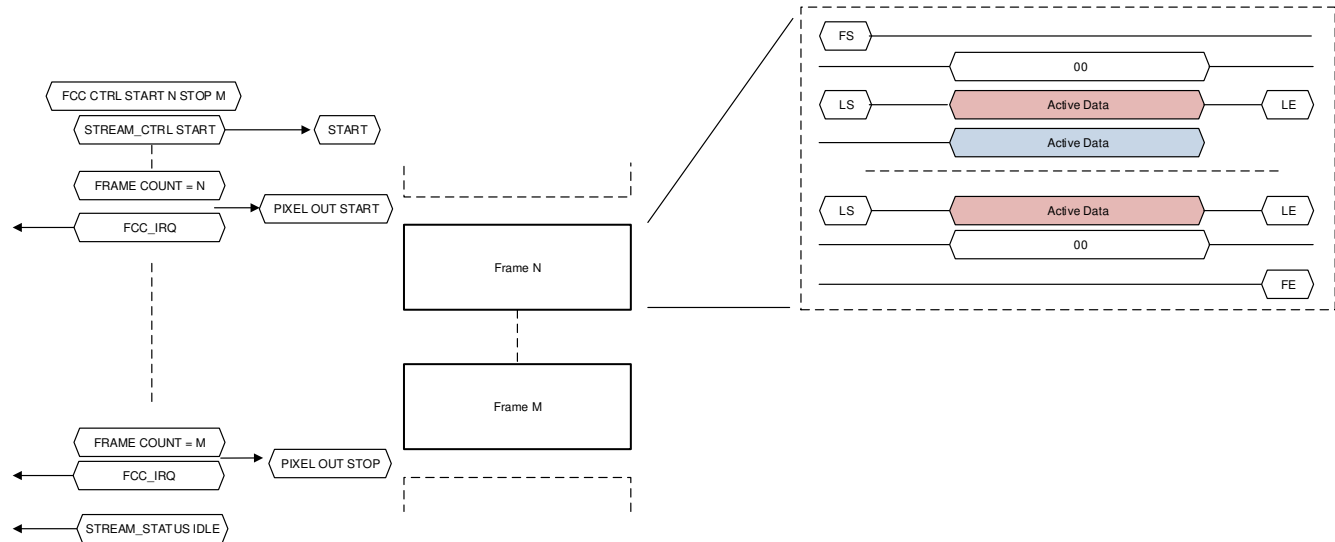 FCC CTRL START N STOP M
STREAM_CTRL START
START
FRAME COUNT = N
PIXEL OUT START
FCC_IRQ
Frame N
Frame M
FRAME COUNT = M
PIXEL OUT STOP
FCC_IRQ
STREAM_STATUS IDLE
FS
00
LS
Active Data
LE
Active Data
LS
Active Data
LE
00
FE